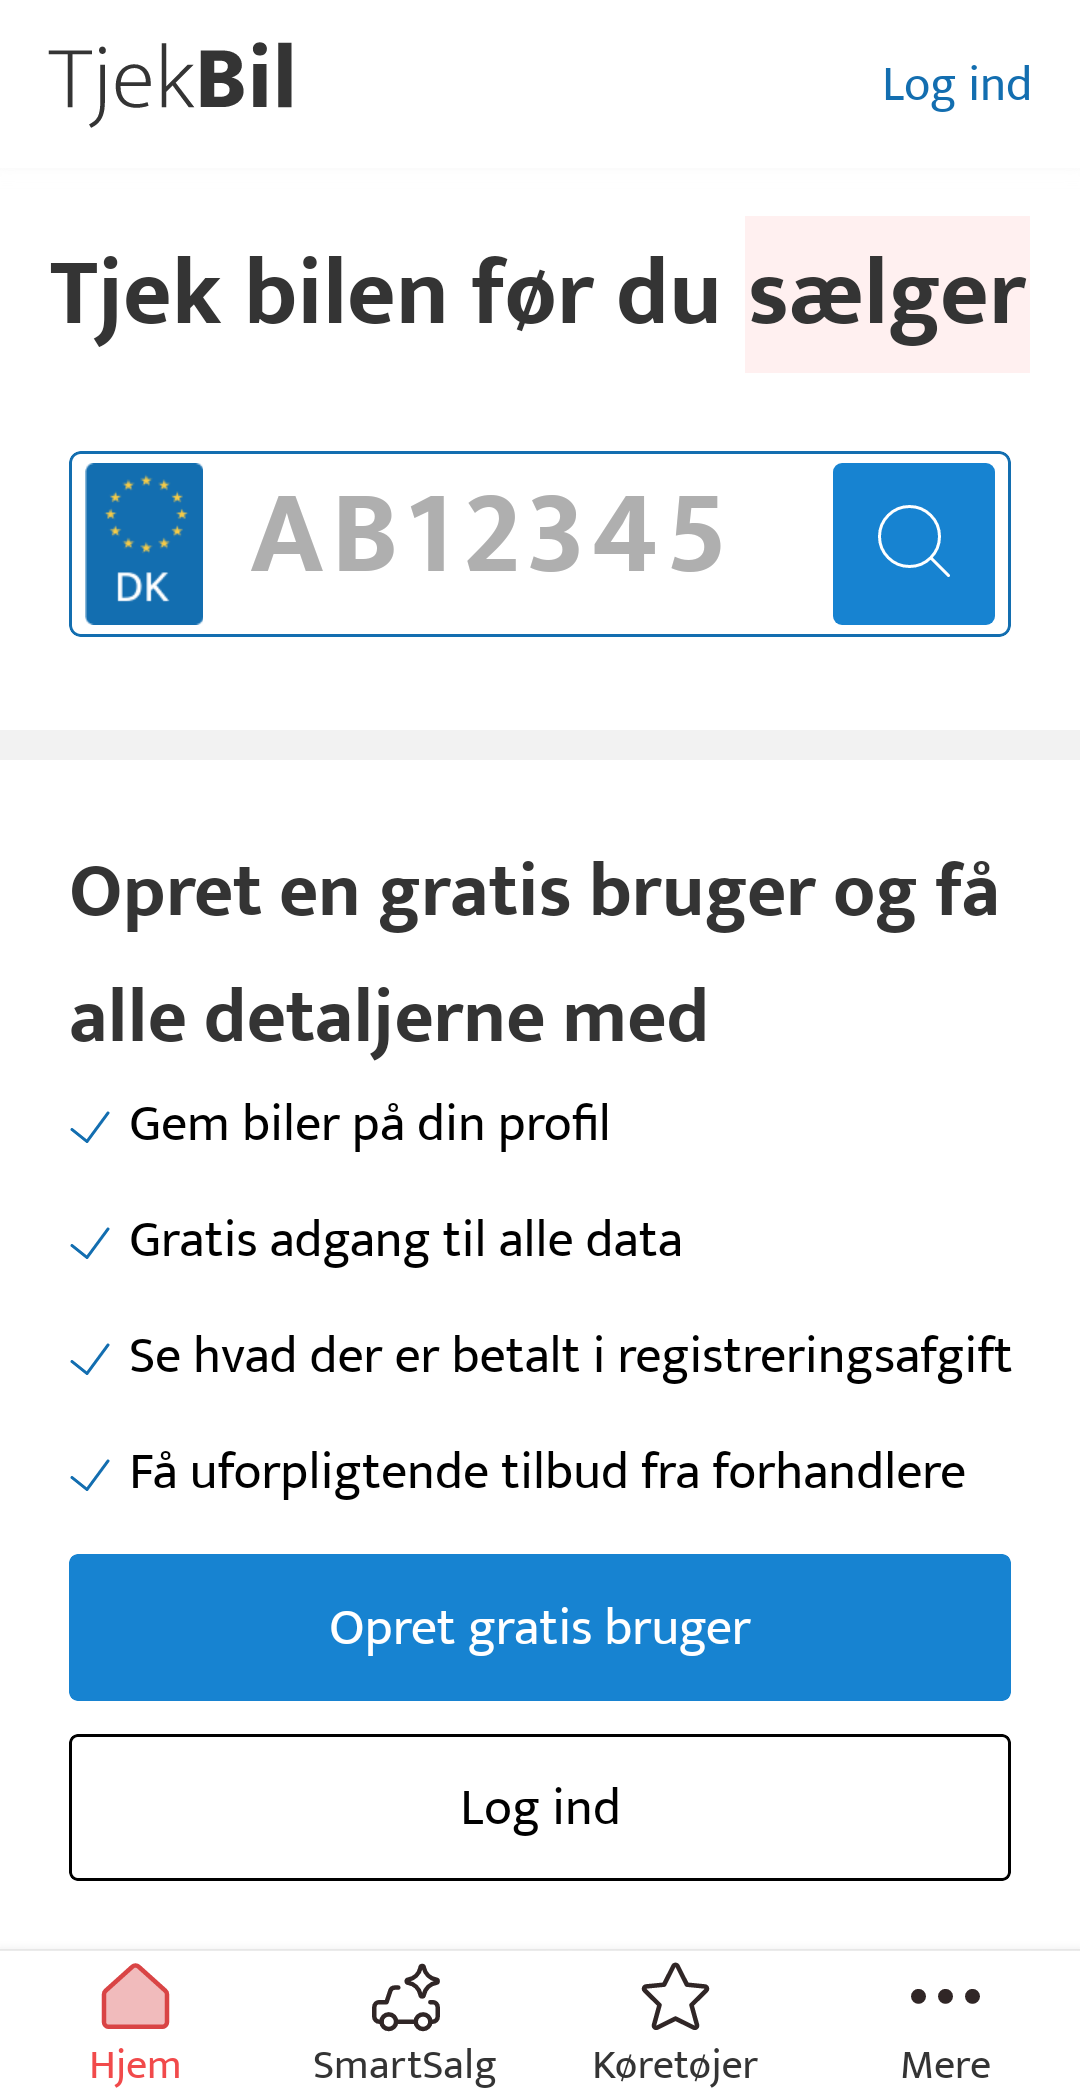 TjekBil
Log ind
Tjek bilen før du sælger
DK
AB12345
Opret en gratis bruger og få
alle detaljerne med
Gem biler på din profil
Gratis adgang til alle data
Se hvad der er betalt i registreringsafgift
Få uforpligtende tilbud fra forhandlere
Opret gratis bruger
Log ind
Hjem
SmartSalg
Køretøjer
Mere